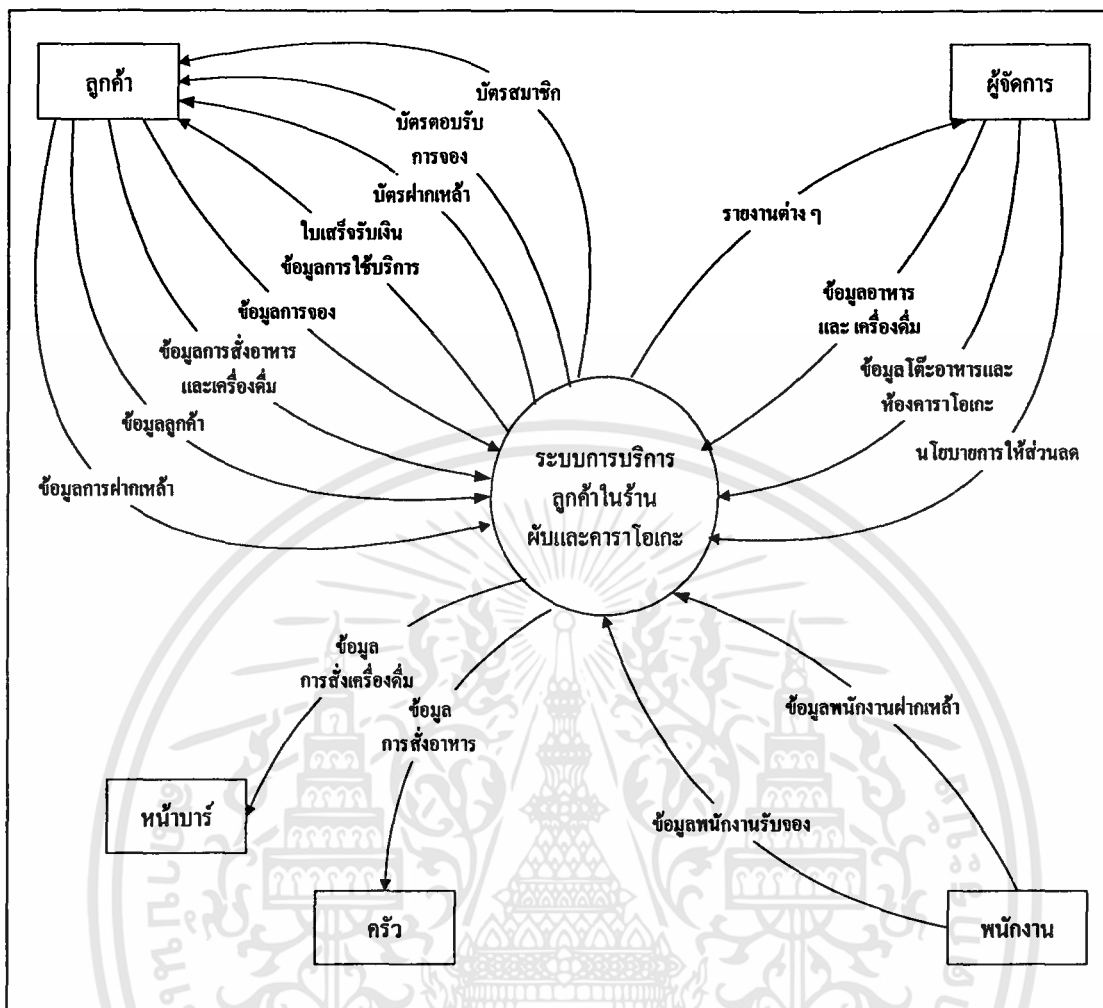 ลูกค้า
ผู้จัดการ
บัตรสมาชิก
บัตรตอบรับ
การจอง
บัตรฝากเหล้า
ใบเสร็จรับเงิน
ข้อมูลการใช้บริการ
ข้อมูลการจอง
ข้อมูลการสั่งอาหาร
และเครื่องดื่ม
ข้อมูลลูกค้า
ข้อมูลการฝากเหล้า
รายงานต่าง ๆ
ข้อมูลอาหาร
และ เครื่องดื่ม
ข้อมูลโต๊ะอาหารและ
ห้องคาราโอเกะ
นโยบายการให้ส่วนลด
ระบบการบริการ
ลูกค้าในร้าน
ผับและคาราโอเกะ
ข้อมูล
การสั่งเครื่องดื่ม
ข้อมูล
การสั่งอาหาร
ข้อมูลพนักงานฝากเหล้า
ข้อมูลพนักงานรับจอง
หน้าบาร์
ครัว
พนักงาน